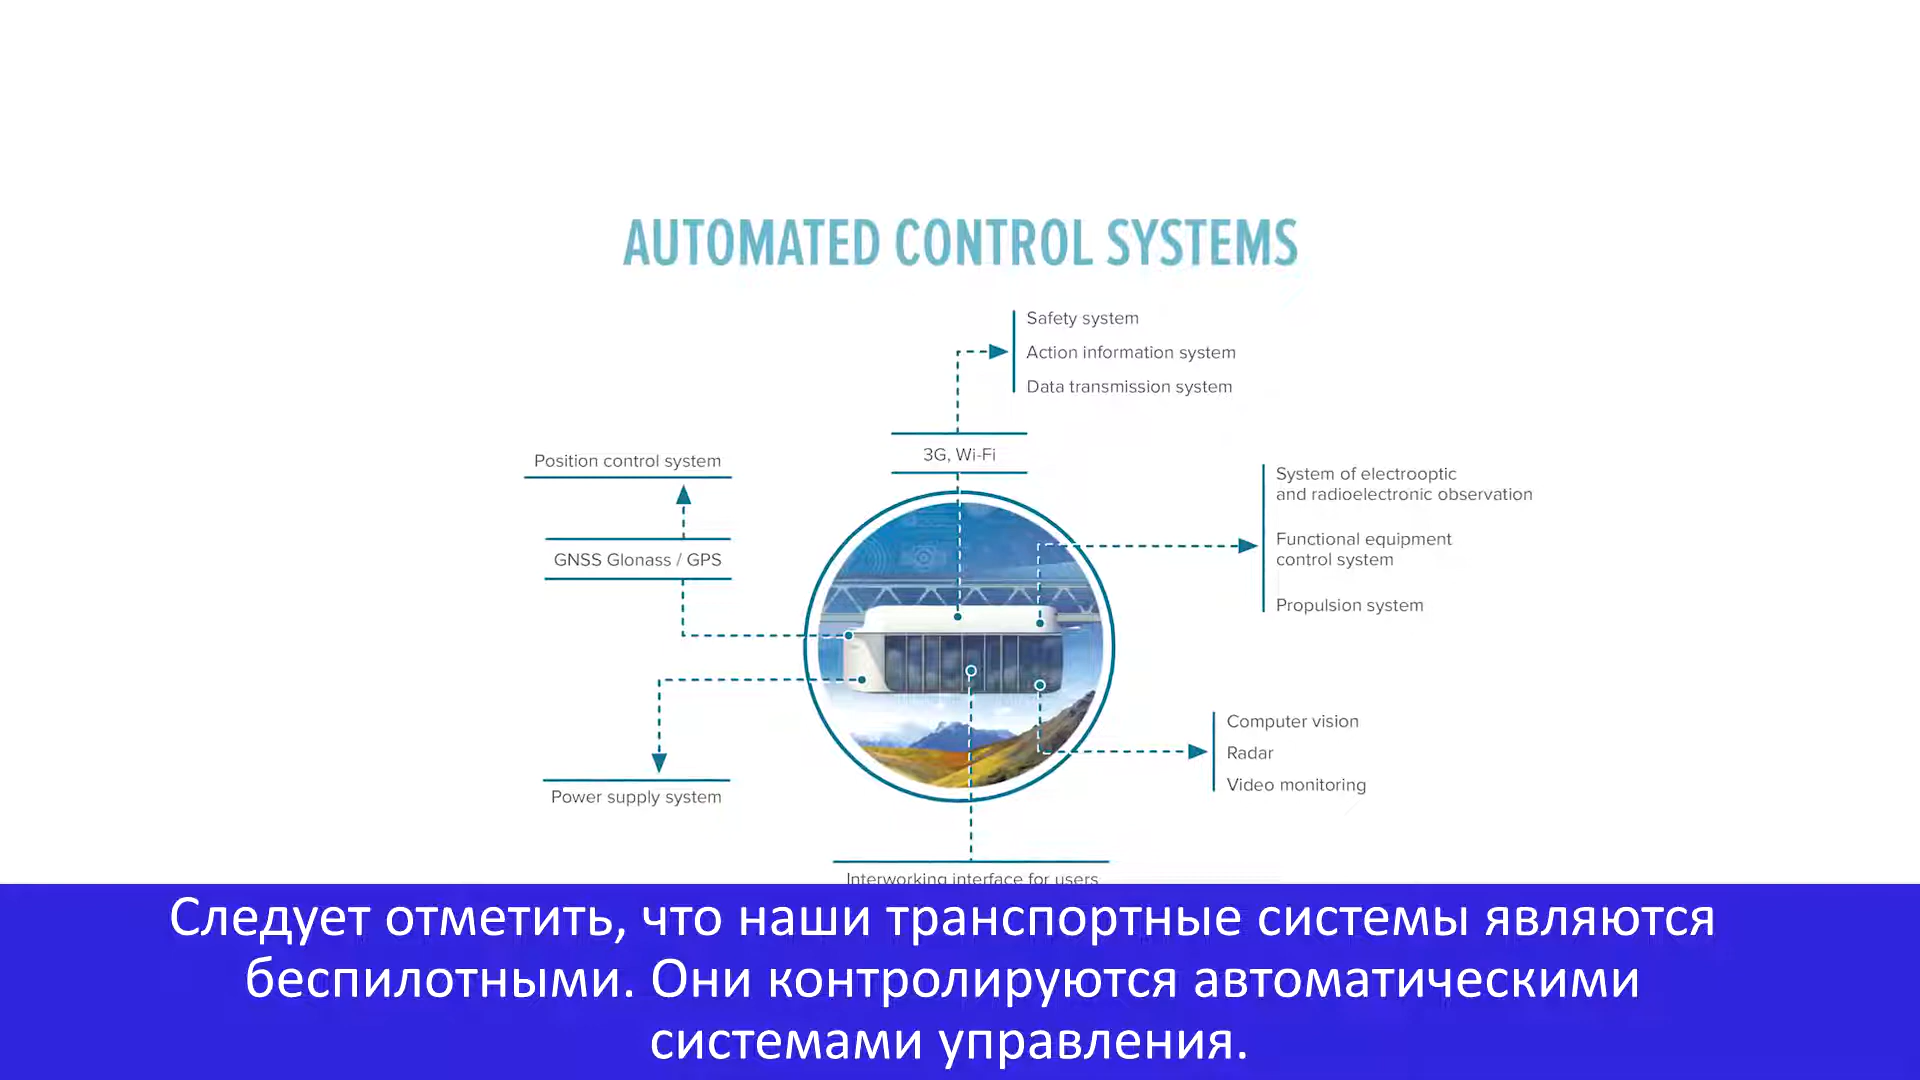 AUTOMATED CONTROL SYSTEMS
Safety system
Action information system
Data transmission system
3G, Wi-Fi
Position control system
GNSS Glonass / GPS
System of electrooptic
and radioelectronic observation
Functional equipment
control system
Propulsion system
Computer vision
Radar
Video monitoring
Power supply system
Interworking interface for users
Следует отметить, что наши транспортные системы являются
беспилотными. Они контролируются автоматическими
системами управления.